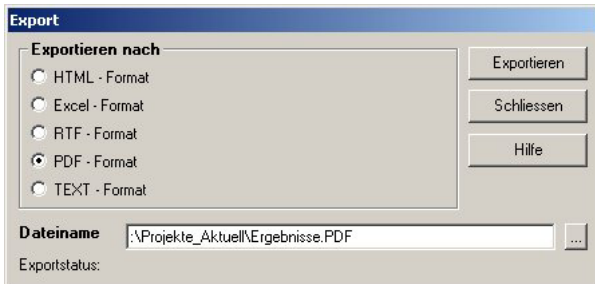 Export
Exportieren nach
HTML - Format
Excel - Format
RTF - Format
PDF - Format
TEXT - Format
Exportieren
Schliessen
Hilfe
Dateiname :\Projekte_Aktuell\Ergebnisse.PDF ...
Exportstatus: